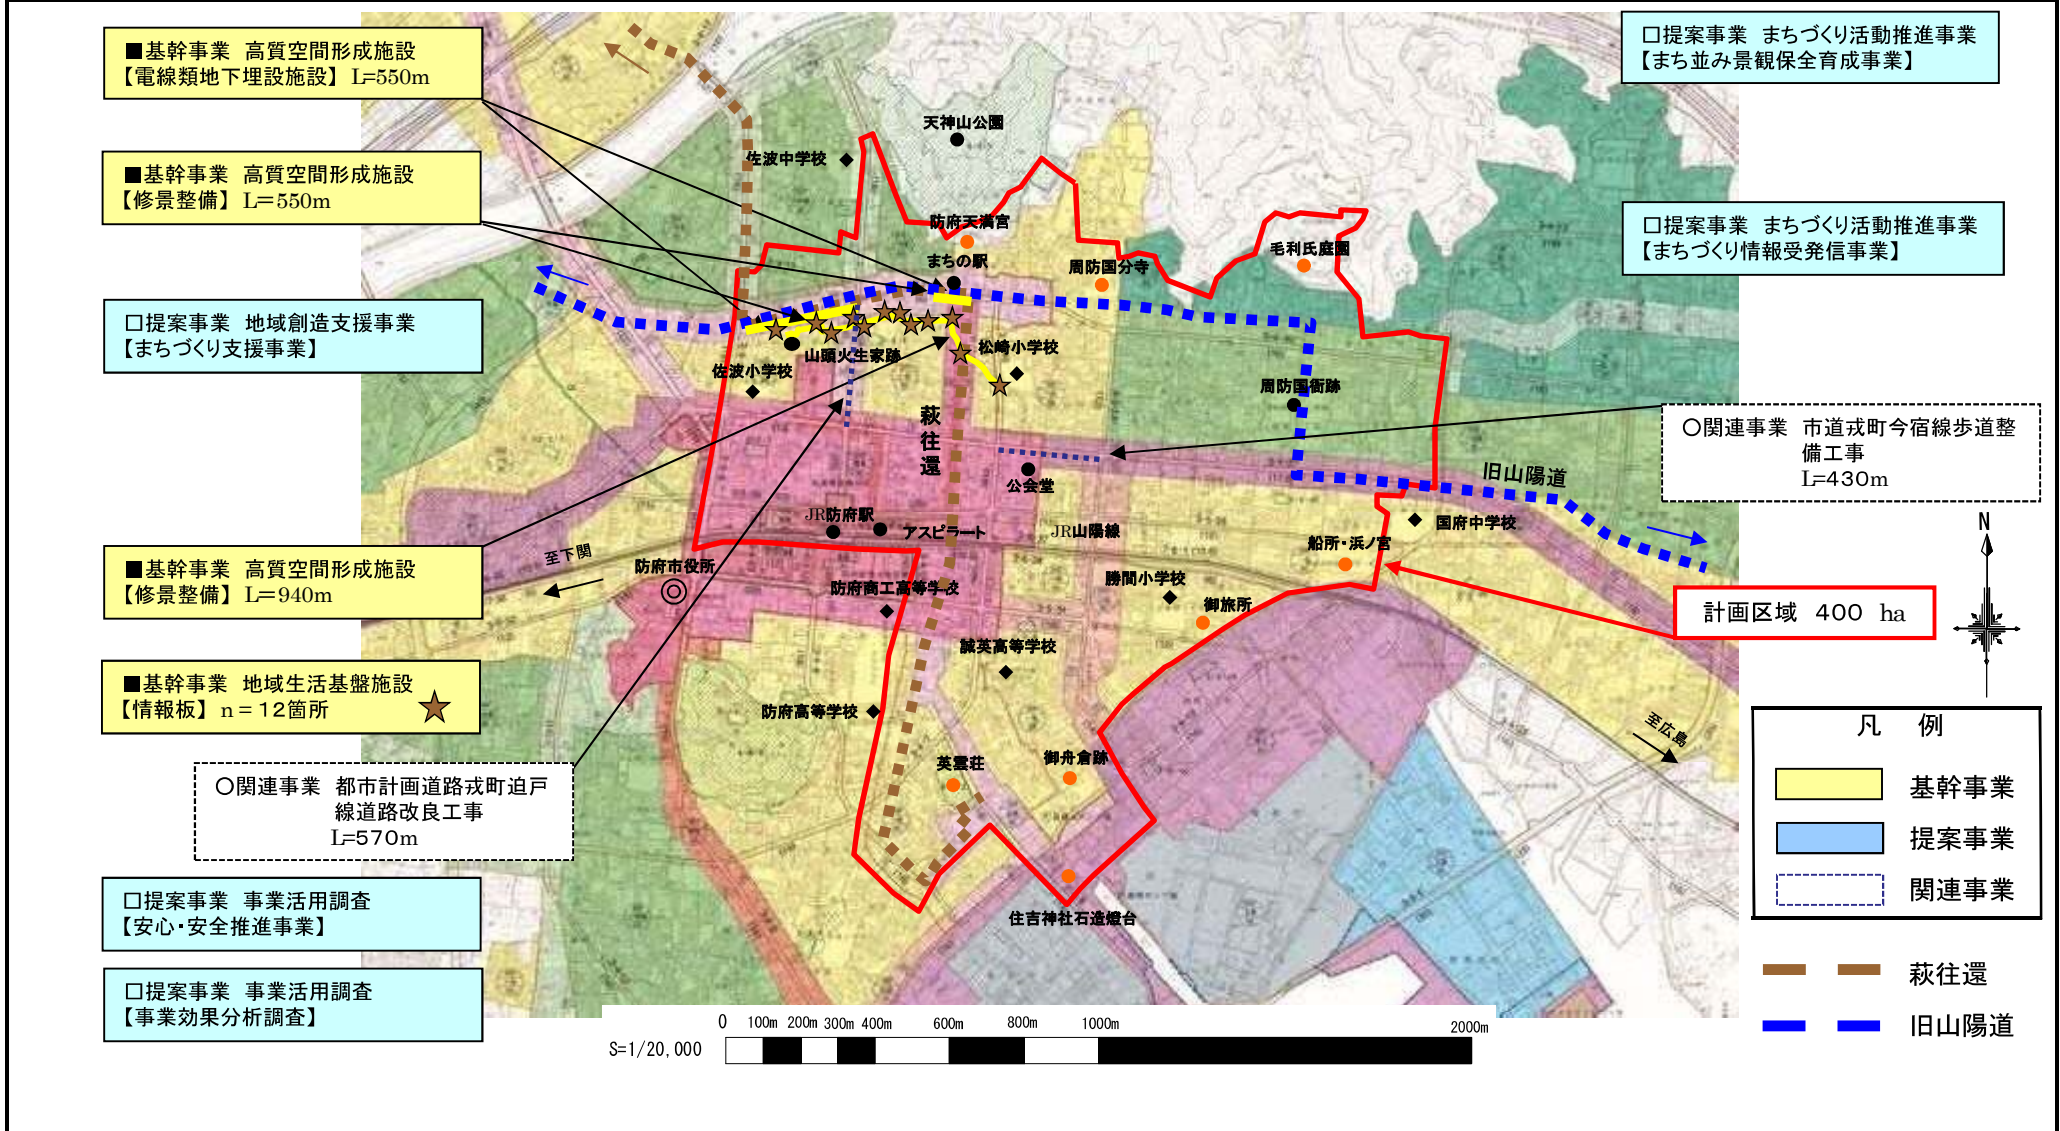 ■基幹事業 高質空間形成施設
【電線類地下埋設施設】 L=550m
■基幹事業 高質空間形成施設
【修景整備】 L=550m
□提案事業 地域創造支援事業
【まちづくり支援事業】
■基幹事業 高質空間形成施設
【修景整備】 L=940m
■基幹事業 地域生活基盤施設
【情報板】 n=12箇所
○関連事業 都市計画道路戎町迫戸
線道路改良工事
L=570m
□提案事業 事業活用調査
【安心・安全推進事業】
□提案事業 事業活用調査
【事業効果分析調査】
□提案事業 まちづくり活動推進事業
【まち並み景観保全育成事業】
□提案事業 まちづくり活動推進事業
【まちづくり情報受発信事業】
○関連事業 市道戎町今宿線歩道整
備工事
L=430m
計画区域 400 ha
天神山公園
佐波中学校
防府天満宮
まちの駅
周防国分寺
毛利氏庭園
山頭火生家跡
松崎小学校
佐波小学校
周防国衙跡
萩往還
旧山陽道
公会堂
JR防府駅
アスピラート
JR山陽線
国府中学校
船所・浜ノ宮
至下関
防府市役所
防府商工高等学校
勝間小学校
御旅所
誠英高等学校
防府高等学校
英雲荘
御舟倉跡
至広島
住吉神社石造燈台
N
凡 例
基幹事業
提案事業
関連事業
萩往還
旧山陽道
0 100m 200m 300m 400m 600m 800m 1000m 2000m
S=1/20,000